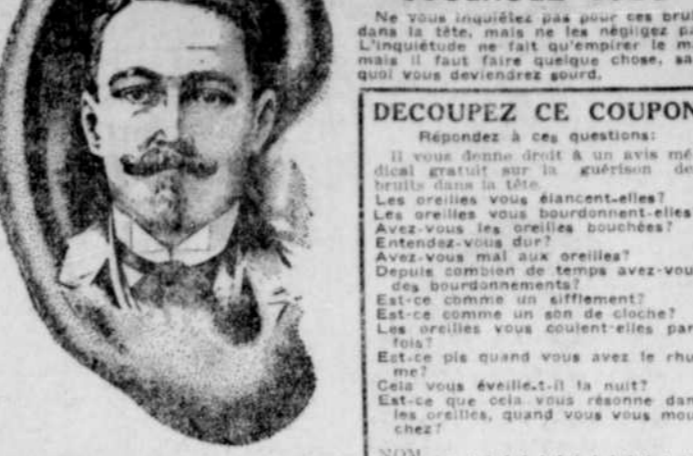 Ne vous inquiétez pas pour ces brui
dans la tête, mais ne les négligez pa
L'inquiétude ne fait qu'empirer le m
mais il faut faire quelque chose, sa
quoi vous deviendrez sourd.
DECOUPEZ CE COUPON
Répondez à ces questions:
Il vous donne droit à un avis mé-
dical gratuit sur la guérison de
bruits dans la tête.
Les oreilles vous élancent-elles?
Les oreilles vous bourdonnent-elles
Avez-vous les oreilles bouchées?
Entendez-vous dur?
Avez-vous mal aux oreilles?
Depuis combien de temps avez-vou
des bourdonnements?
Est-ce comme un sifflement?
Est-ce comme un son de cloche?
Les oreilles vous coulent-elles par
fois?
Est-ce pis quand vous avez le rhu
me?
Cela vous éveille-t-il la nuit?
Est-ce que cela vous résonne dan
les oreilles, quand vous vous mou
chez?
NOM